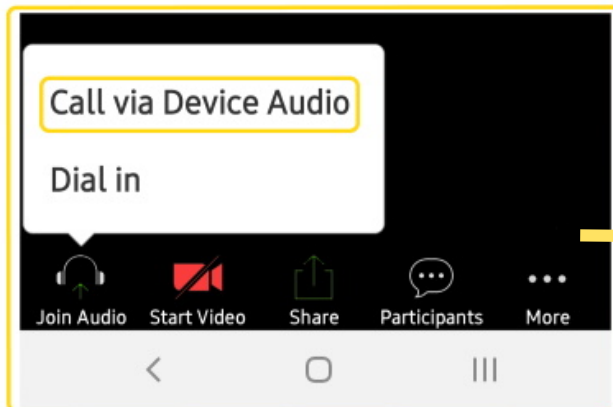 Call via Device Audio
Dial in
Join Audio Start Video Share Participants More